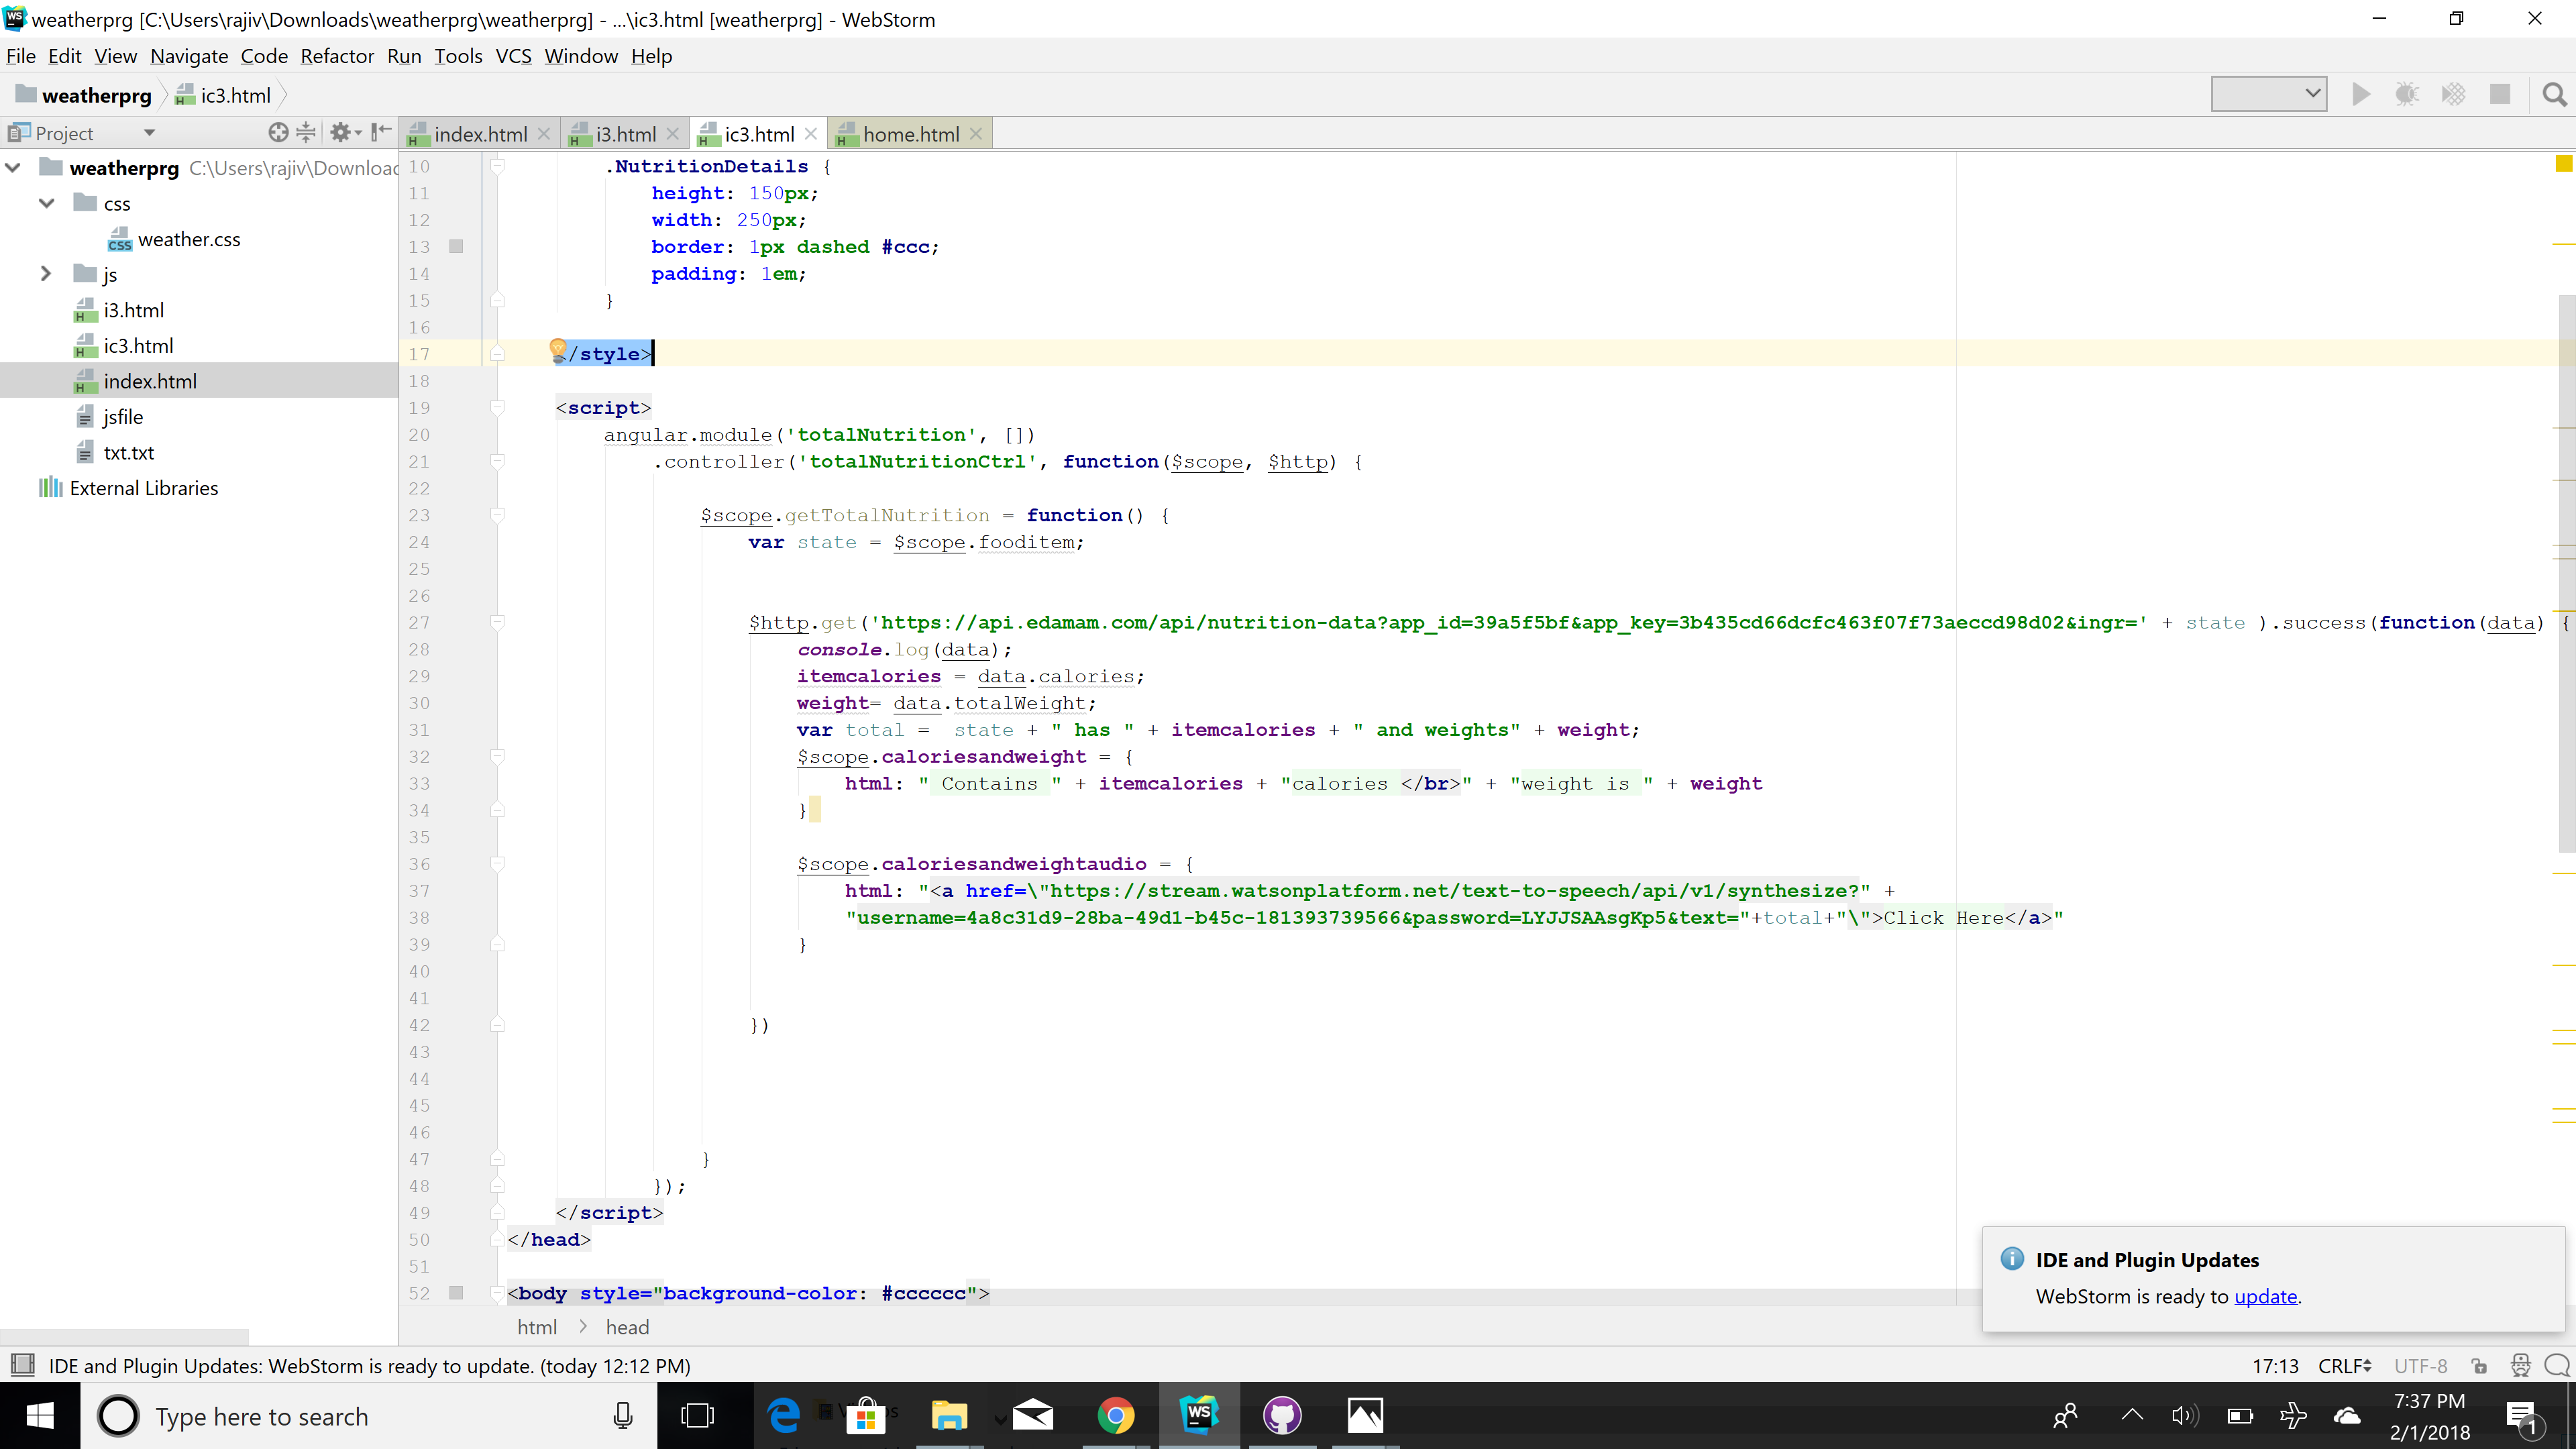 weatherprg [C:\Users\rajiv\Downloads\weatherprg\weatherprg] - ...\ic3.html [weatherprg] - WebStorm
File Edit View Navigate Code Refactor Run Tools VCS Window Help
weatherprg ic3.html
Project
index.html i3.html ic3.html home.html
weatherprg C:\Users\rajiv\Downloac
css
weather.css
js
i3.html
ic3.html
index.html
jsfile
txt.txt
External Libraries
10 .NutritionDetails {
11 height: 150px;
12 width: 250px;
13 border: 1px dashed #ccc;
14 padding: 1em;
15 }
16
17 </style>
18
19 <script>
20 angular.module('totalNutrition', [])
21 .controller('totalNutritionCtrl', function($scope, $http) {
22
23 $scope.getTotalNutrition = function() {
24 var state = $scope.fooditem;
25
26
27 $http.get('https://api.edamam.com/api/nutrition-data?app_id=39a5f5bf&app_key=3b435cd66dcfc463f07f73aeccd98d02&ingr=' + state ).success(function(data) {
28 console.log(data);
29 itemcalories = data.calories;
30 weight= data.totalWeight;
31 var total =  state + " has " + itemcalories + " and weights" + weight;
32 $scope.caloriesandweight = {
33 html: " Contains " + itemcalories + "calories </br>" + "weight is " + weight
34 }
35
36 $scope.caloriesandweightaudio = {
37 html: "<a href=\"https://stream.watsonplatform.net/text-to-speech/api/v1/synthesize?" +
38 "username=4a8c31d9-28ba-49d1-b45c-181393739566&password=LYJJSAAsgKp5&text="+total+"\">Click Here</a>"
39 }
40
41
42 })
43
44
45
46
47 }
48 });
49 </script>
50 </head>
51
52 <body style="background-color: #cccccc">
html head
IDE and Plugin Updates
WebStorm is ready to update.
IDE and Plugin Updates: WebStorm is ready to update. (today 12:12 PM)
17:13 CRLF UTF-8
Type here to search
WS
7:37 PM
2/1/2018
1